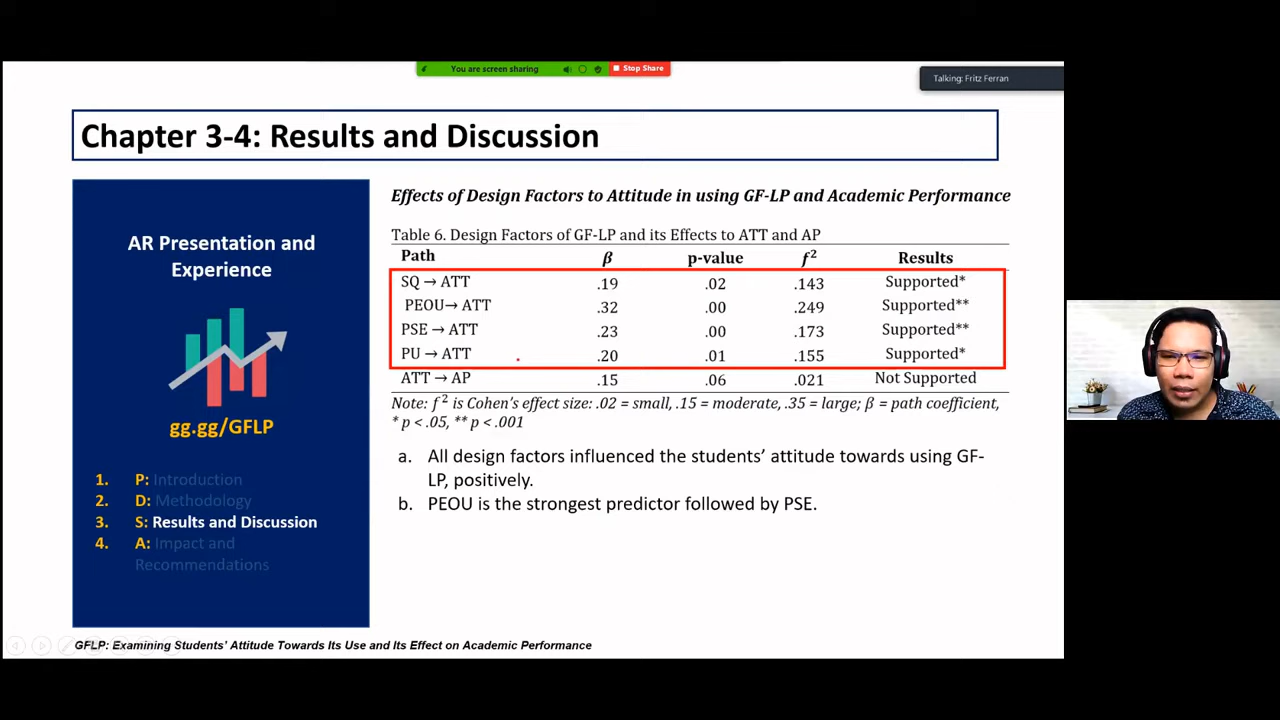 You are screen sharing
Stop Share
Talking: Fritz Ferran
Chapter 3-4: Results and Discussion
AR Presentation and
Experience
gg.gg/GFLP
1. P: Introduction
2. D: Methodology
3. S: Results and Discussion
4. A: Impact and
Recommendations
Effects of Design Factors to Attitude in using GF-LP and Academic Performance
Table 6. Design Factors of GF-LP and its Effects to ATT and AP
Path β p-value f² Results
SQ → ATT .19 .02 .143 Supported*
PEOU→ ATT .32 .00 .249 Supported**
PSE → ATT .23 .00 .173 Supported**
PU → ATT .20 .01 .155 Supported*
ATT → AP .15 .06 .021 Not Supported
Note: f² is Cohen's effect size: .02 = small, .15 = moderate, .35 = large; β = path coefficient,
* p < .05, ** p < .001
a. All design factors influenced the students' attitude towards using GF-
LP, positively.
b. PEOU is the strongest predictor followed by PSE.
GFLP: Examining Students' Attitude Towards Its Use and Its Effect on Academic Performance